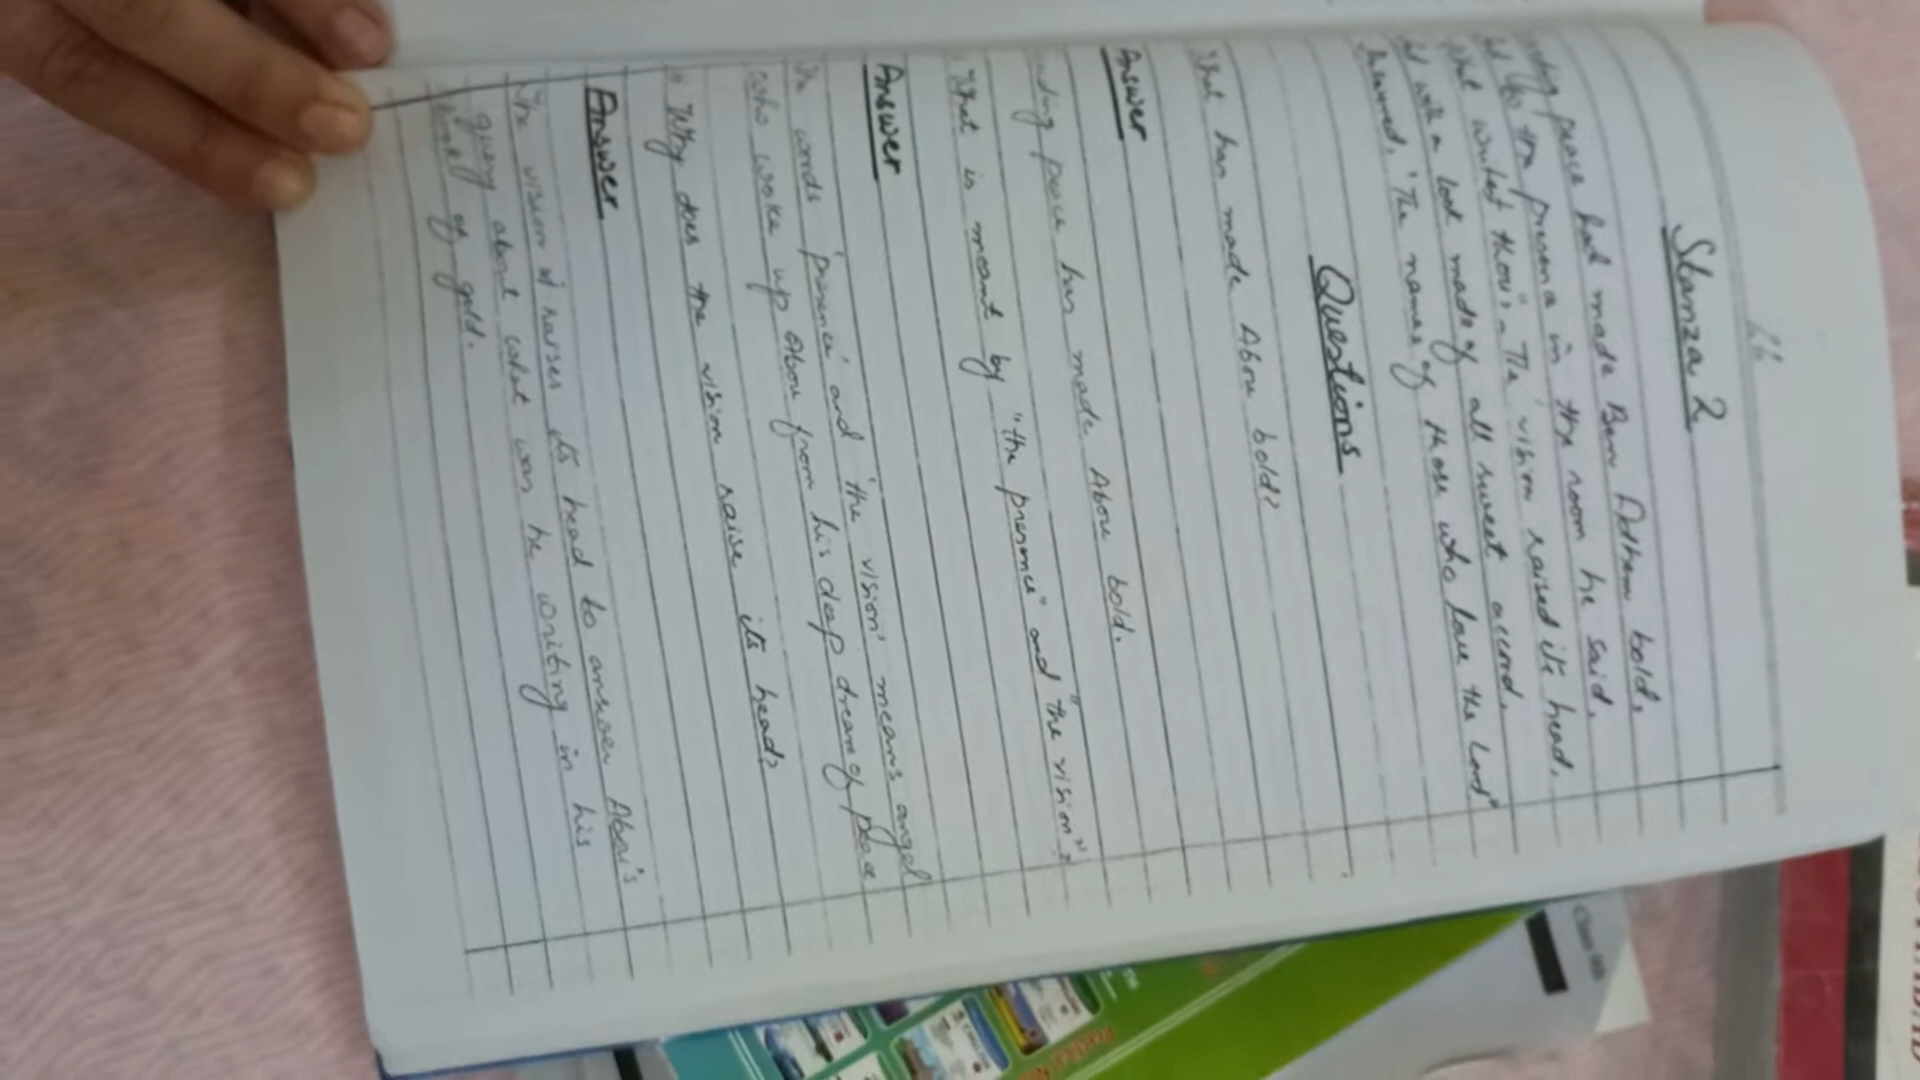 Stanza 2
peace had made Ben Adhem bold,
to the presence in the room he said,
What writest thou". The vision raised its head,
with a look made of all sweet accord,
Answered, 'The names of those who love the Lord"
Questions
What has made Abou bold?
Answer
peace has made Abou bold.
What is meant by "the presence" and "the vision"?
Answer
The words 'presence' and 'the vision' means angel
who woke up Abou from his deep dream of peace
Why does the vision raise its head?
Answer
The vision raises its head to answer Abou's
query about what was he writing in his
of gold.